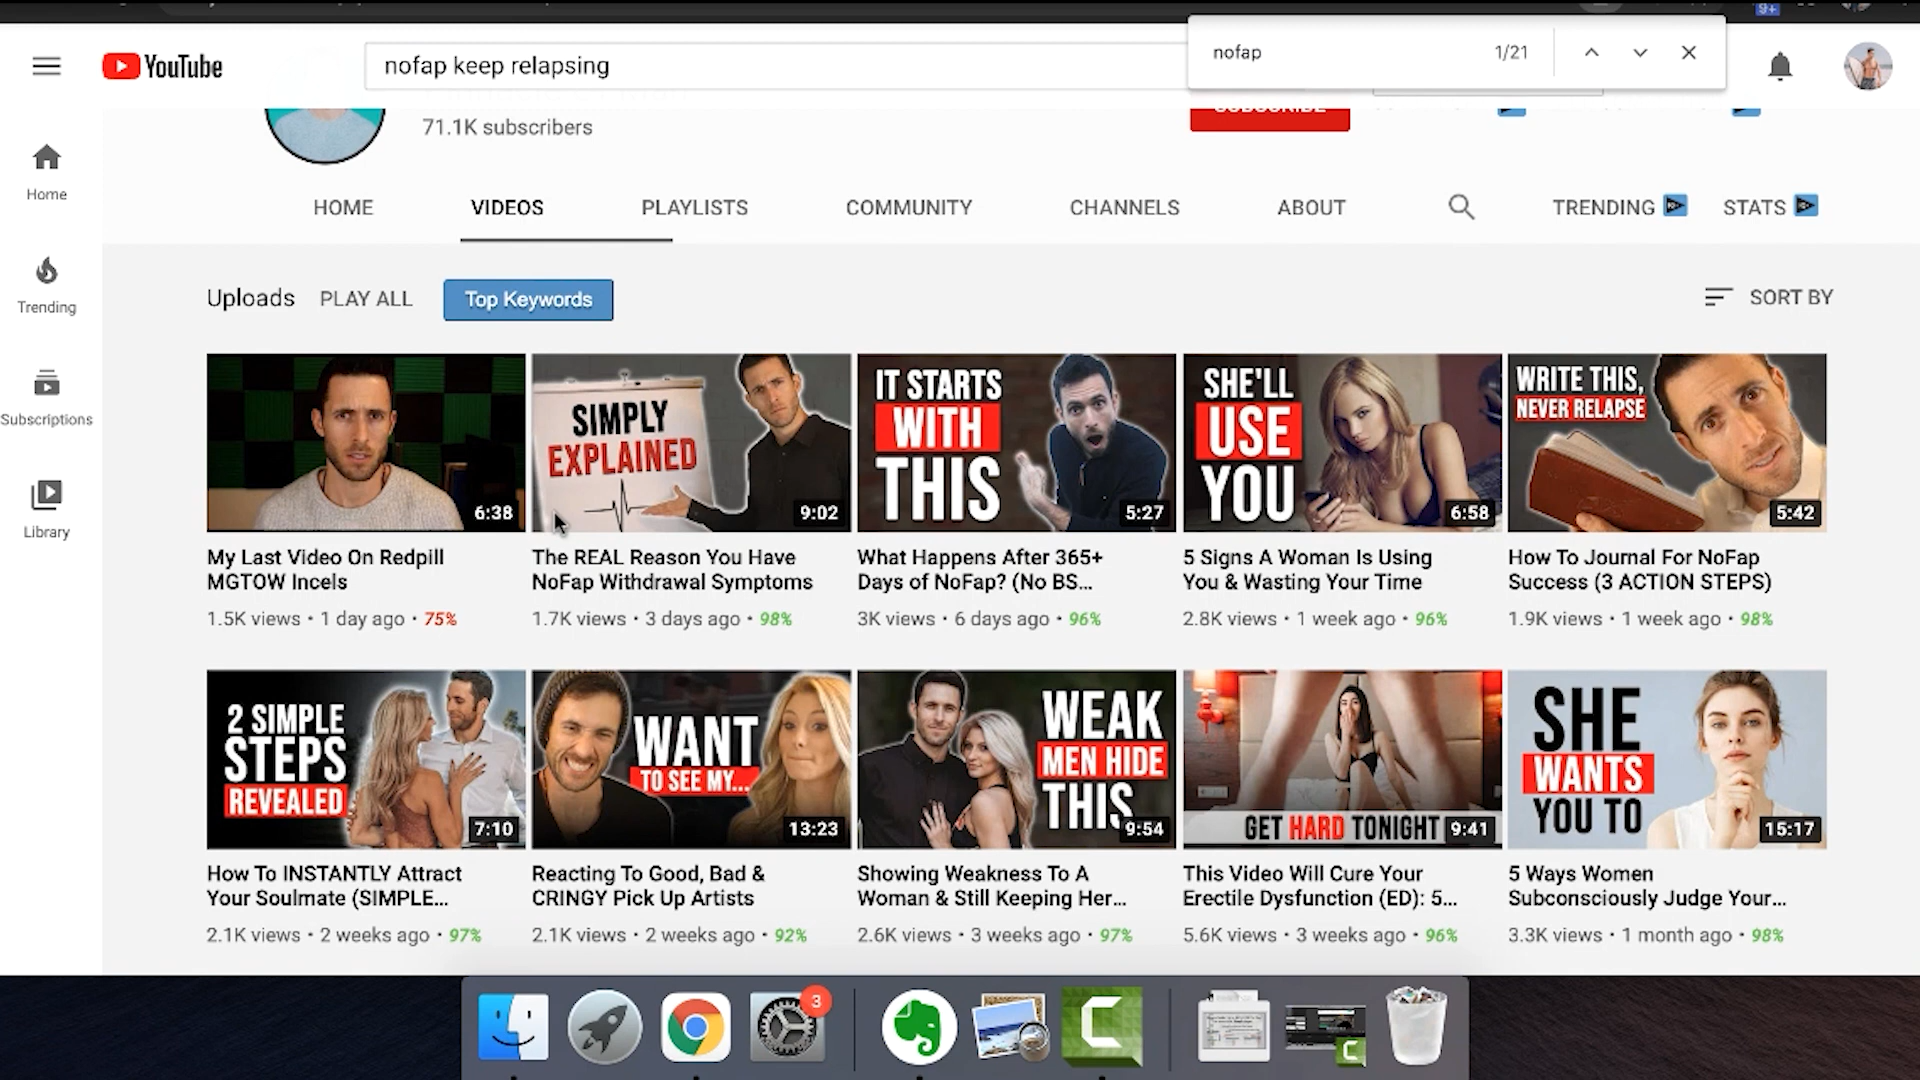 9+
YouTube
nofap keep relapsing
nofap
1/21
71.1K subscribers
SUBSCRIBE
Home
Trending
Subscriptions
Library
HOME
VIDEOS
PLAYLISTS
COMMUNITY
CHANNELS
ABOUT
TRENDING
STATS
Uploads
PLAY ALL
Top Keywords
SORT BY
6:38
My Last Video On Redpill
MGTOW Incels
1.5K views • 1 day ago • 75%
SIMPLY
EXPLAINED
9:02
The REAL Reason You Have
NoFap Withdrawal Symptoms
1.7K views • 3 days ago • 98%
IT STARTS
WITH
THIS
5:27
What Happens After 365+
Days of NoFap? (No BS...
3K views • 6 days ago • 96%
SHE'LL
USE
YOU
6:58
5 Signs A Woman Is Using
You & Wasting Your Time
2.8K views • 1 week ago • 96%
WRITE THIS,
NEVER RELAPSE
5:42
How To Journal For NoFap
Success (3 ACTION STEPS)
1.9K views • 1 week ago • 98%
2 SIMPLE
STEPS
REVEALED
7:10
How To INSTANTLY Attract
Your Soulmate (SIMPLE...
2.1K views • 2 weeks ago • 97%
WANT
TO SEE MY...
13:23
Reacting To Good, Bad &
CRINGY Pick Up Artists
2.1K views • 2 weeks ago • 92%
WEAK
MEN HIDE
THIS
9:54
Showing Weakness To A
Woman & Still Keeping Her...
2.6K views • 3 weeks ago • 97%
GET HARD TONIGHT
9:41
This Video Will Cure Your
Erectile Dysfunction (ED): 5...
5.6K views • 3 weeks ago • 96%
SHE
WANTS
YOU TO
15:17
5 Ways Women
Subconsciously Judge Your...
3.3K views • 1 month ago • 98%
3
C
C